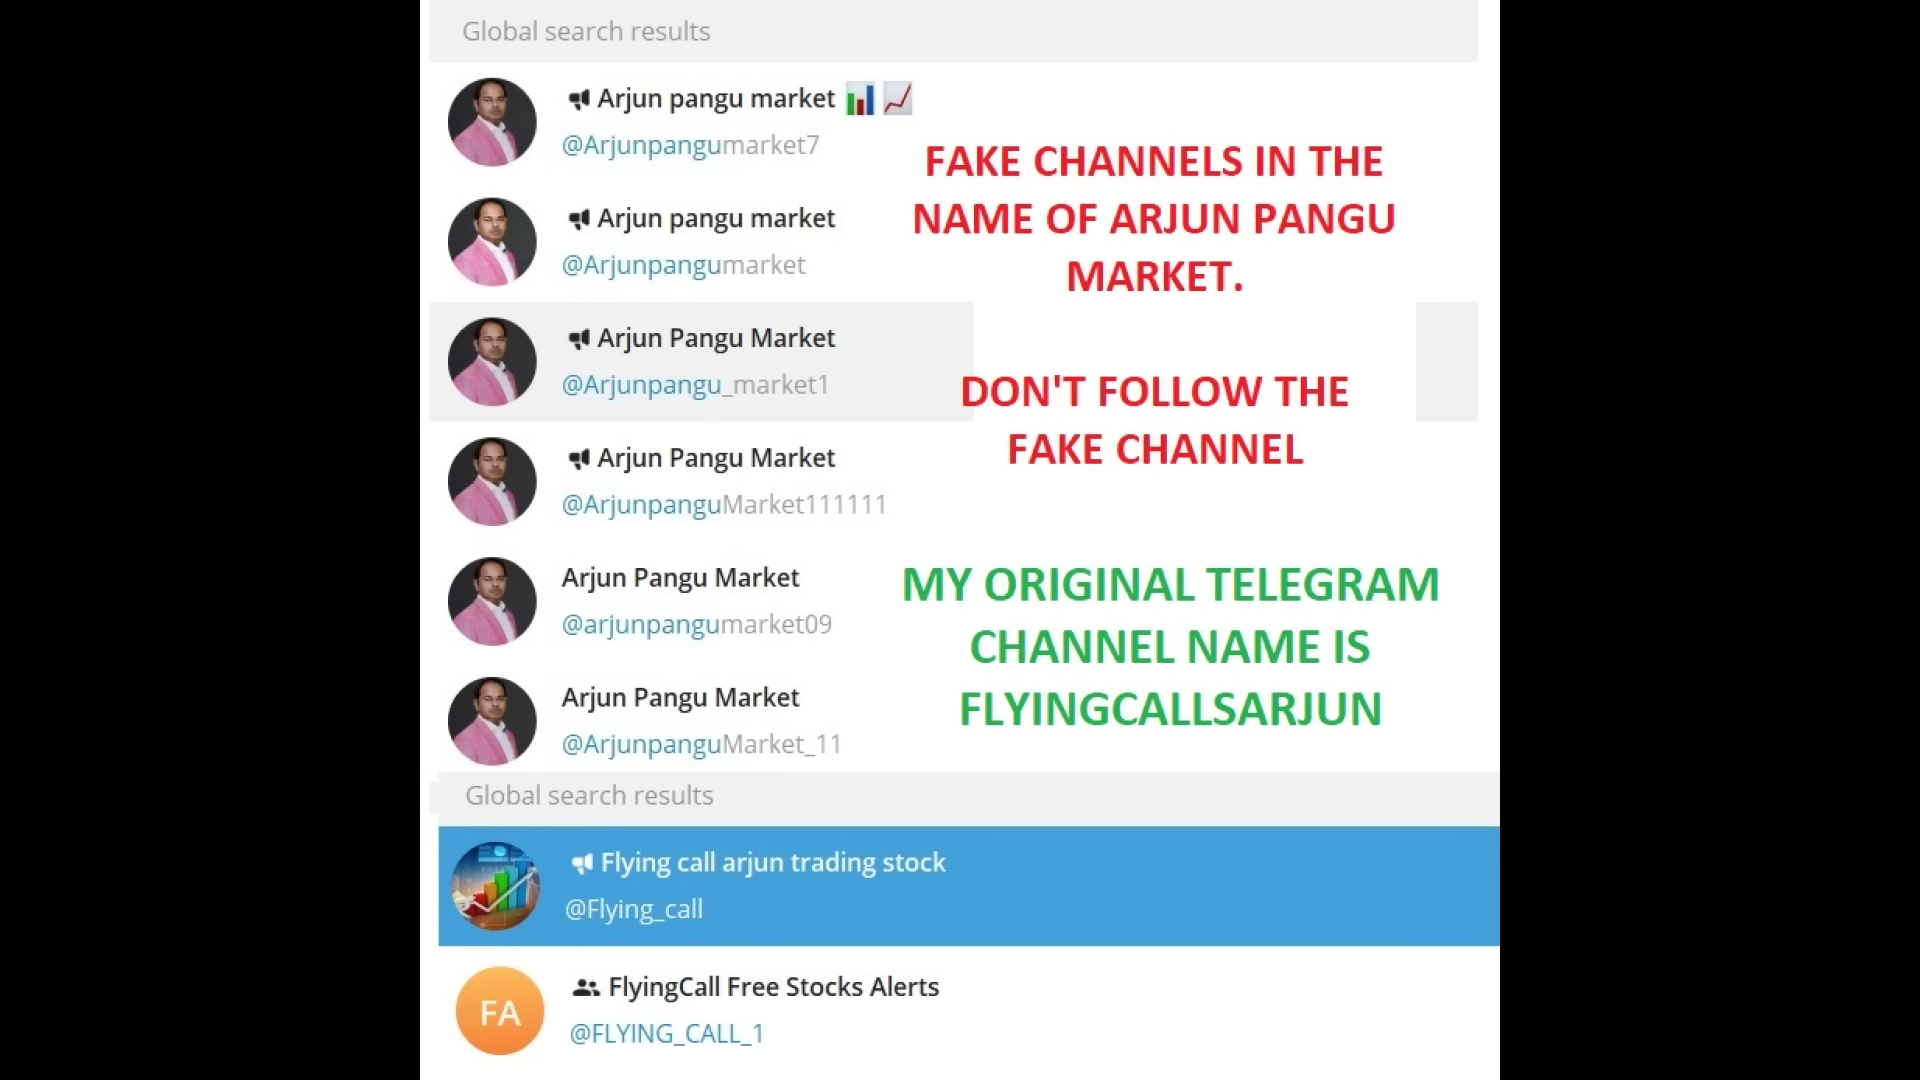 Global search results
Arjun pangu market
@Arjunpangumarket7
Arjun pangu market
@Arjunpangumarket
Arjun Pangu Market
@Arjunpangu_market1
Arjun Pangu Market
@ArjunpanguMarket111111
Arjun Pangu Market
@arjunpangumarket09
Arjun Pangu Market
@ArjunpanguMarket_11
FAKE CHANNELS IN THE
NAME OF ARJUN PANGU
MARKET.
DON'T FOLLOW THE
FAKE CHANNEL
MY ORIGINAL TELEGRAM
CHANNEL NAME IS
FLYINGCALLSARJUN
Global search results
Flying call arjun trading stock
@Flying_call
FA
FlyingCall Free Stocks Alerts
@FLYING_CALL_1